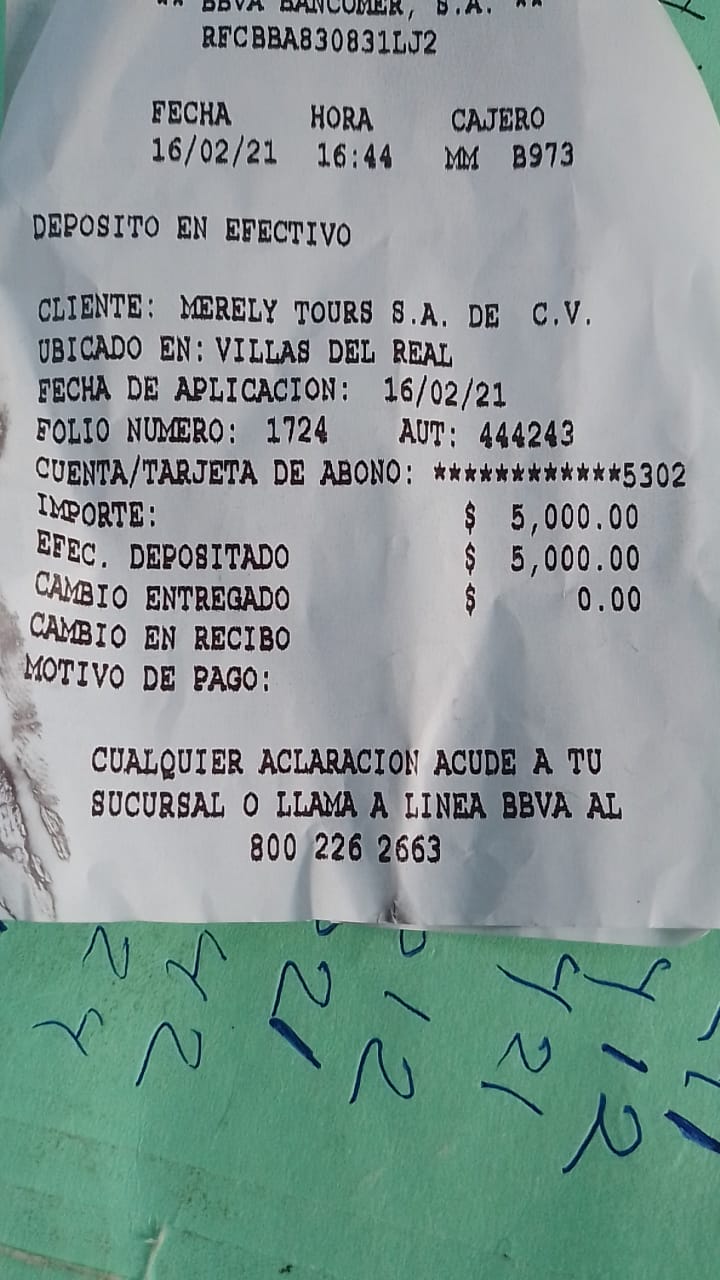 ** BBVA BANCOMER, S.A. **
RFCBBA830831LJ2
FECHA HORA CAJERO
16/02/21 16:44 MM B973
DEPOSITO EN EFECTIVO
CLIENTE: MERELY TOURS S.A. DE C.V.
UBICADO EN: VILLAS DEL REAL
FECHA DE APLICACION: 16/02/21
FOLIO NUMERO: 1724 AUT: 444243
CUENTA/TARJETA DE ABONO: ************5302
IMPORTE: $ 5,000.00
EFEC. DEPOSITADO $ 5,000.00
CAMBIO ENTREGADO $ 0.00
CAMBIO EN RECIBO
MOTIVO DE PAGO:
CUALQUIER ACLARACION ACUDE A TU
SUCURSAL O LLAMA A LINEA BBVA AL
800 226 2663